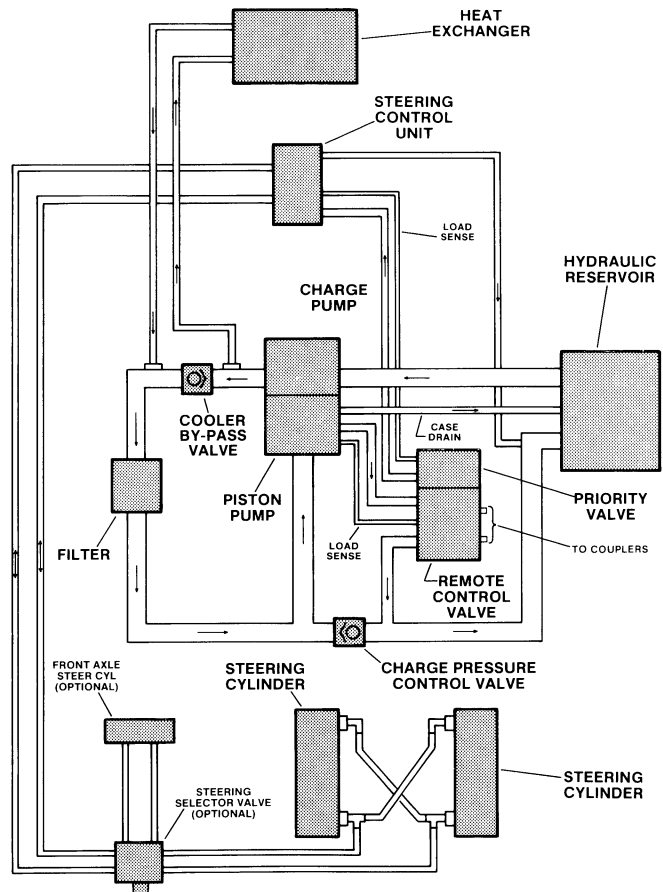 HEAT
EXCHANGER
STEERING
CONTROL
UNIT
LOAD
SENSE
HYDRAULIC
RESERVOIR
CHARGE
PUMP
COOLER
BY-PASS
VALVE
CASE
DRAIN
PISTON
PUMP
PRIORITY
VALVE
FILTER
LOAD
SENSE
TO COUPLERS
REMOTE
CONTROL
VALVE
FRONT AXLE
STEER CYL
(OPTIONAL)
STEERING
CYLINDER
CHARGE PRESSURE
CONTROL VALVE
STEERING
SELECTOR VALVE
(OPTIONAL)
STEERING
CYLINDER